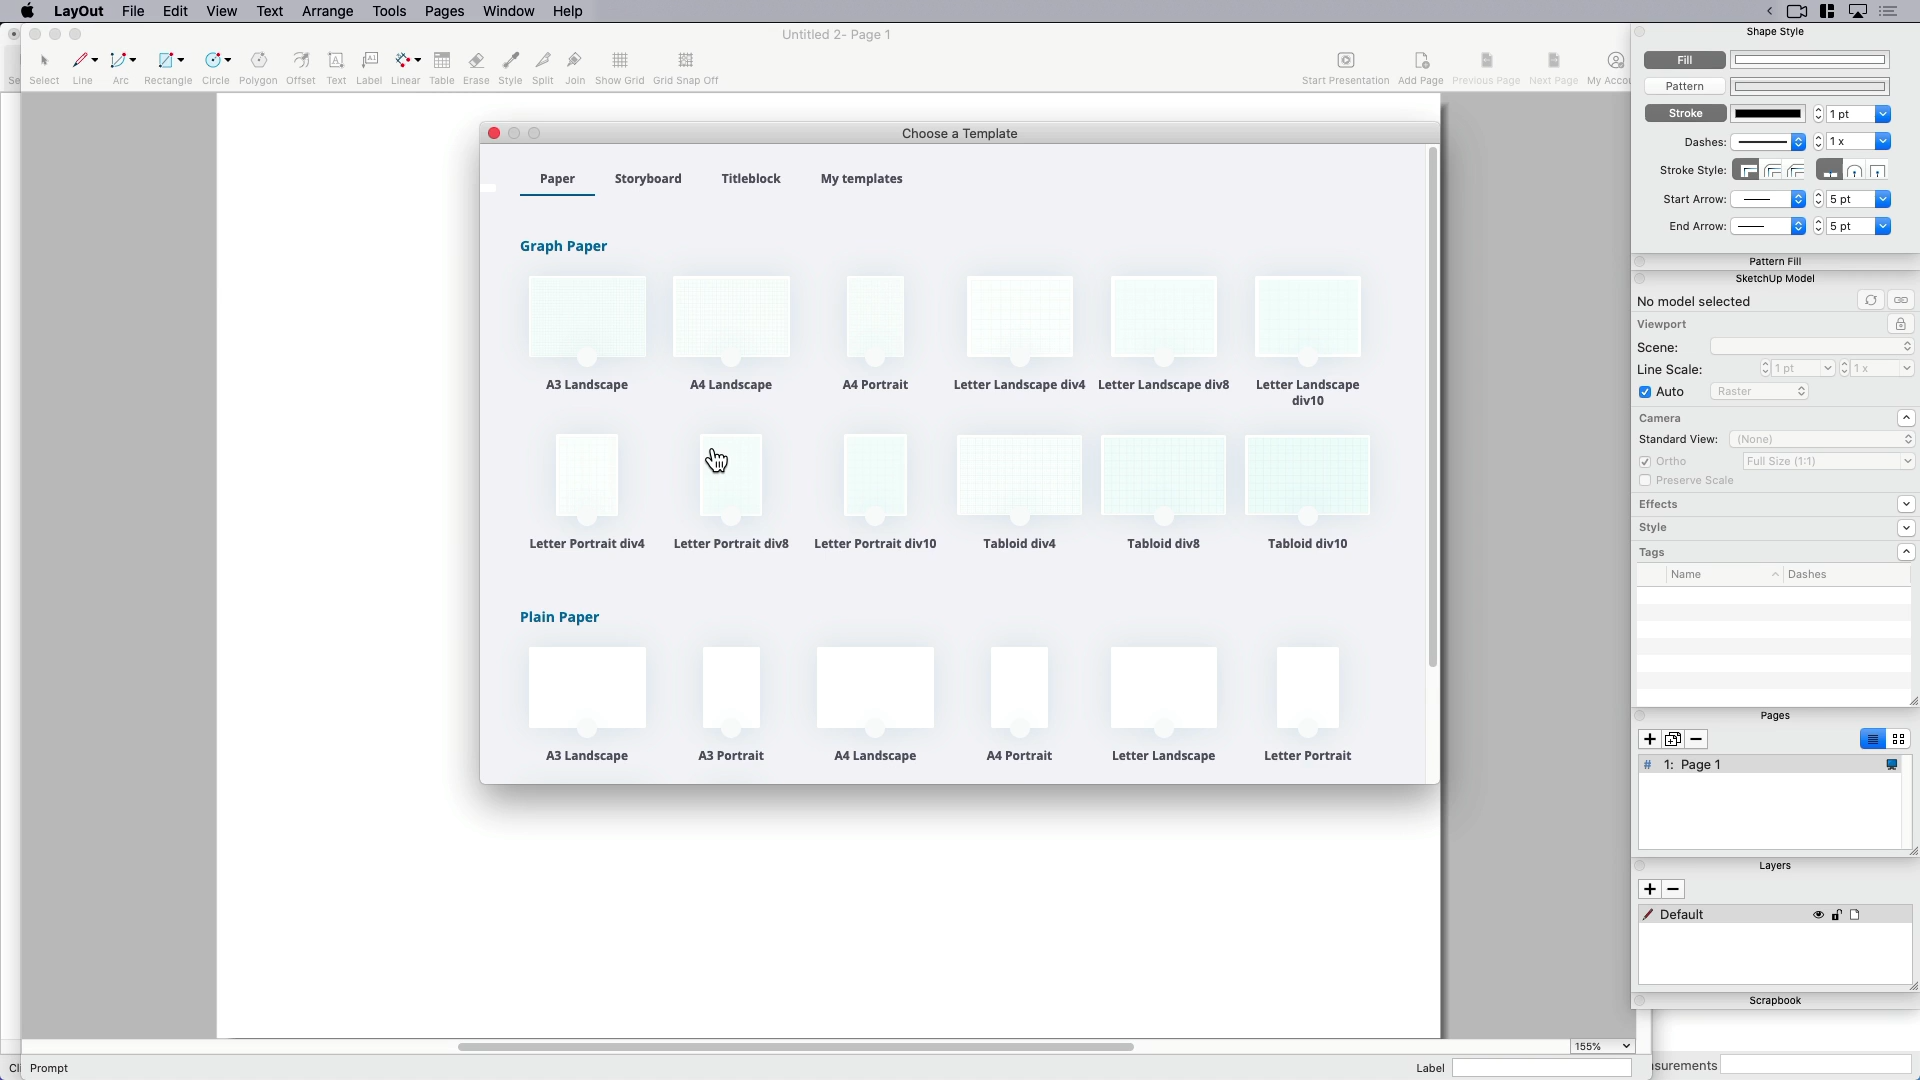 LayOut File Edit View Text Arrange Tools Pages Window Help
Untitled 2- Page 1
Select Line Arc Rectangle Circle Polygon Offset Text Label Linear Table Erase Style Split Join Show Grid Grid Snap Off
Start Presentation Add Page Previous Page Next Page My Accou
Choose a Template
Paper Storyboard Titleblock My templates
Graph Paper
A3 Landscape A4 Landscape A4 Portrait Letter Landscape div4 Letter Landscape div8 Letter Landscape
div10
Letter Portrait div4 Letter Portrait div8 Letter Portrait div10 Tabloid div4 Tabloid div8 Tabloid div10
Plain Paper
A3 Landscape A3 Portrait A4 Landscape A4 Portrait Letter Landscape Letter Portrait
Shape Style
Fill
Pattern
Stroke 1 pt
Dashes: 1 x
Stroke Style:
Start Arrow: 5 pt
End Arrow: 5 pt
Pattern Fill
SketchUp Model
No model selected
Viewport
Scene:
Line Scale: 1 pt 1 x
Auto Raster
Camera
Standard View: (None)
Ortho Full Size (1:1)
Preserve Scale
Effects
Style
Tags
Name Dashes
Pages
# 1: Page 1
Layers
Default
Scrapbook
155%
Cl Prompt Label surements